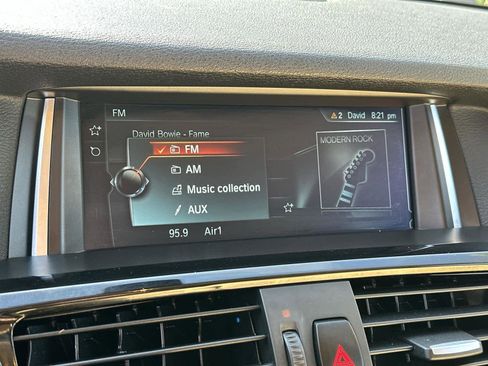 FM
2 David 8:21 pm
David Bowie - Fame
MODERN ROCK
FM
AM
Music collection
AUX
95.9 Air1